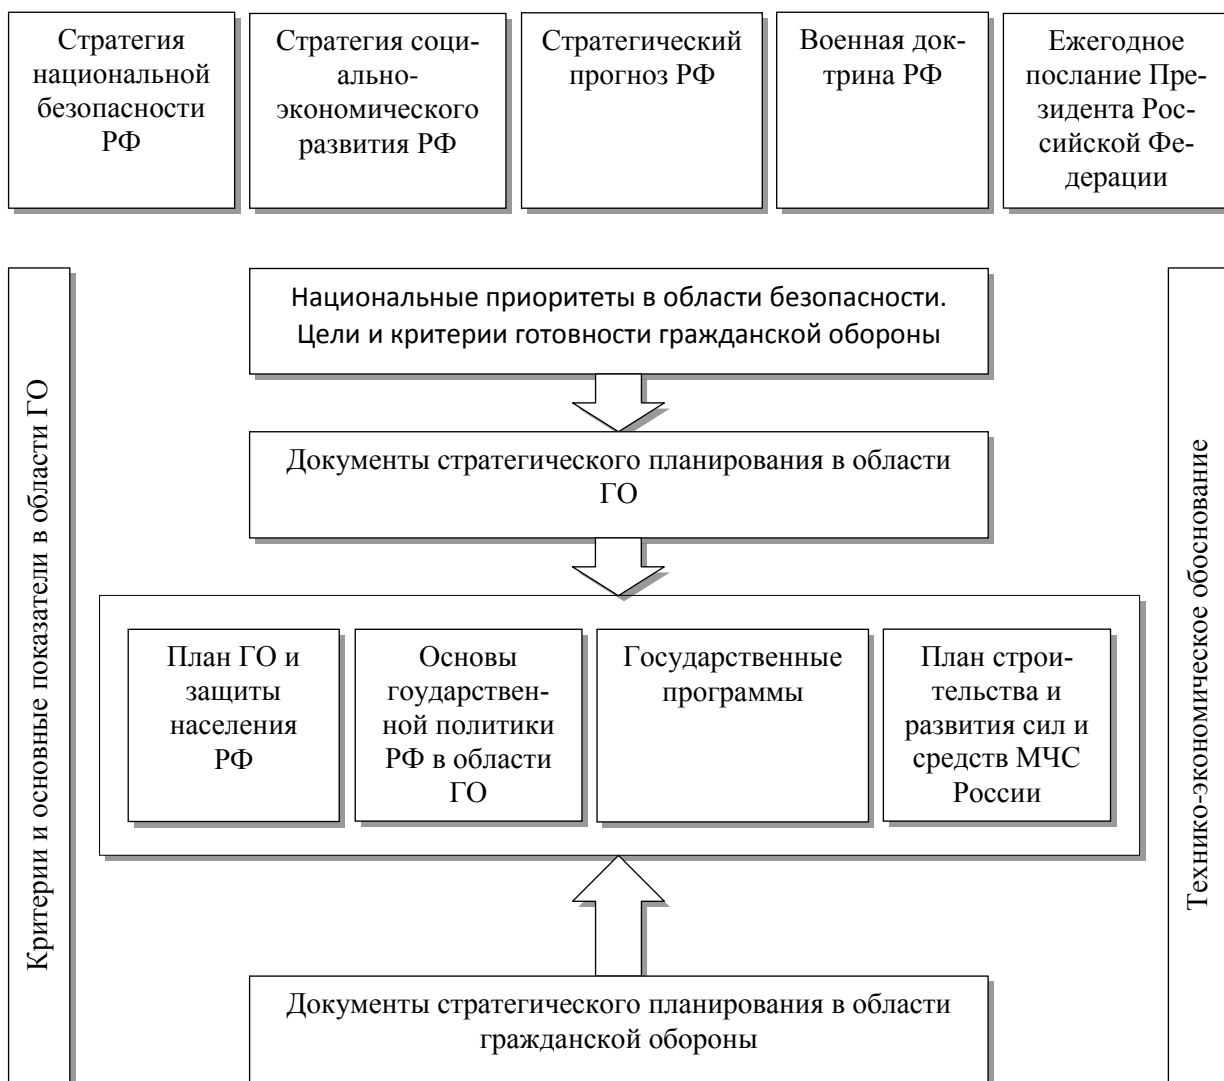 Стратегия
национальной
безопасности
РФ
Стратегия соци-
ально-
экономического
развития РФ
Стратегический
прогноз РФ
Военная док-
трина РФ
Ежегодное
послание Пре-
зидента Рос-
сийской Фе-
дерации
Критерии и основные показатели в области ГО
Национальные приоритеты в области безопасности.
Цели и критерии готовности гражданской обороны
Документы стратегического планирования в области
ГО
План ГО и
защиты
населения
РФ
Основы
гоударствен-
ной политики
РФ в области
ГО
Государственные
программы
План строи-
тельства и
развития сил и
средств МЧС
России
Документы стратегического планирования в области
гражданской обороны
Технико-экономическое обоснование